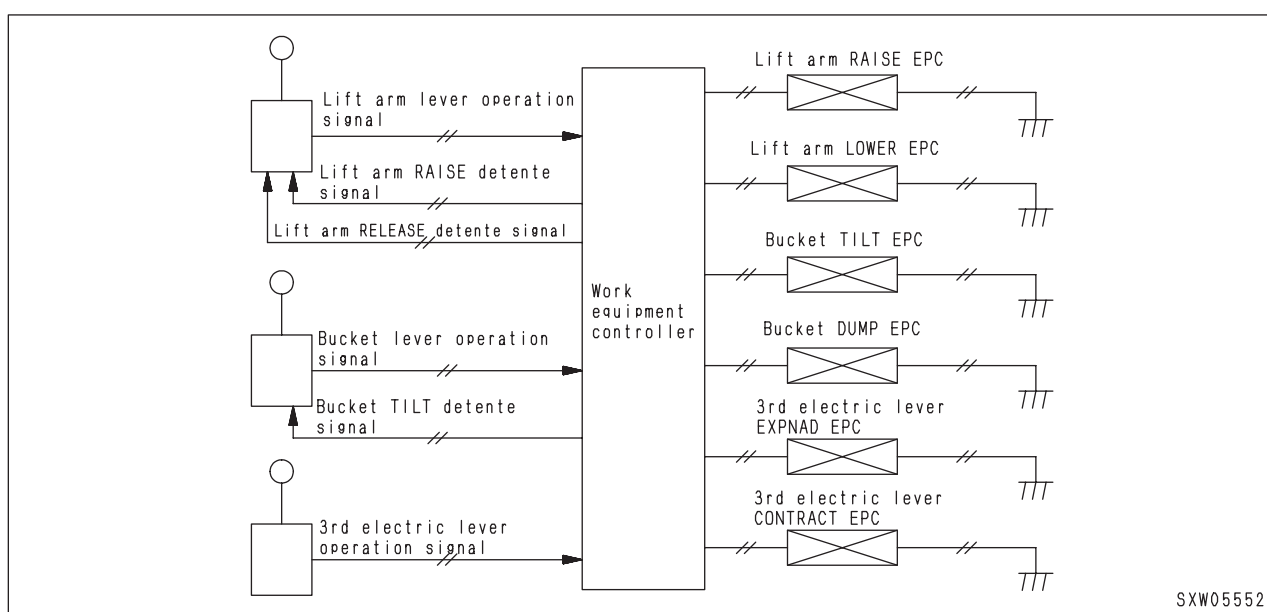 Lift arm lever operation
signal
Lift arm RAISE detente
signal
Lift arm RELEASE detente signal
Bucket lever operation
signal
Bucket TILT detente
signal
3rd electric lever
operation signal
Work
equipment
controller
Lift arm RAISE EPC
Lift arm LOWER EPC
Bucket TILT EPC
Bucket DUMP EPC
3rd electric lever
EXPNAD EPC
3rd electric lever
CONTRACT EPC
SXW05552